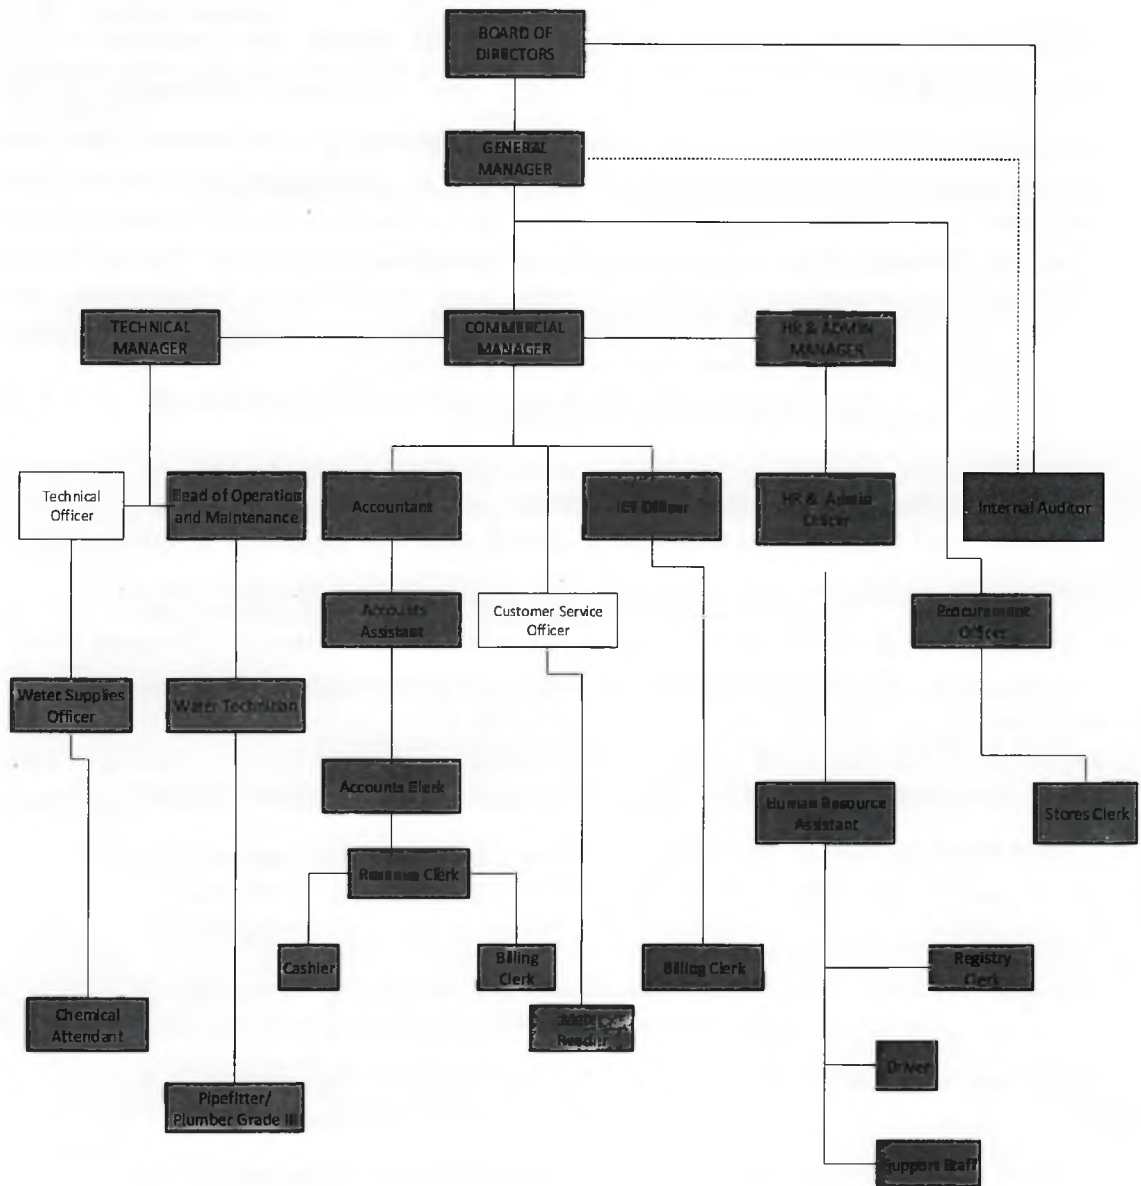 BOARD OF
DIRECTORS
GENERAL
MANAGER
TECHNICAL
MANAGER
COMMERCIAL
MANAGER
HR & ADMIN
MANAGER
Technical
Officer
Head of Operation
and Maintenance
Accountant
ICT Officer
HR & Admin
Officer
Internal Auditor
Accounts
Assistant
Customer Service
Officer
Procurement
Officer
Water Supplies
Officer
Water Technition
Accounts Clerk
Human Resource
Assistant
Stores Clerk
Revenue Clerk
Cashier
Billing
Clerk
Billing Clerk
Registry
Clerk
Chemical
Attendant
Reader
Driver
Pipefitter/
Plumber Grade III
Support Staff